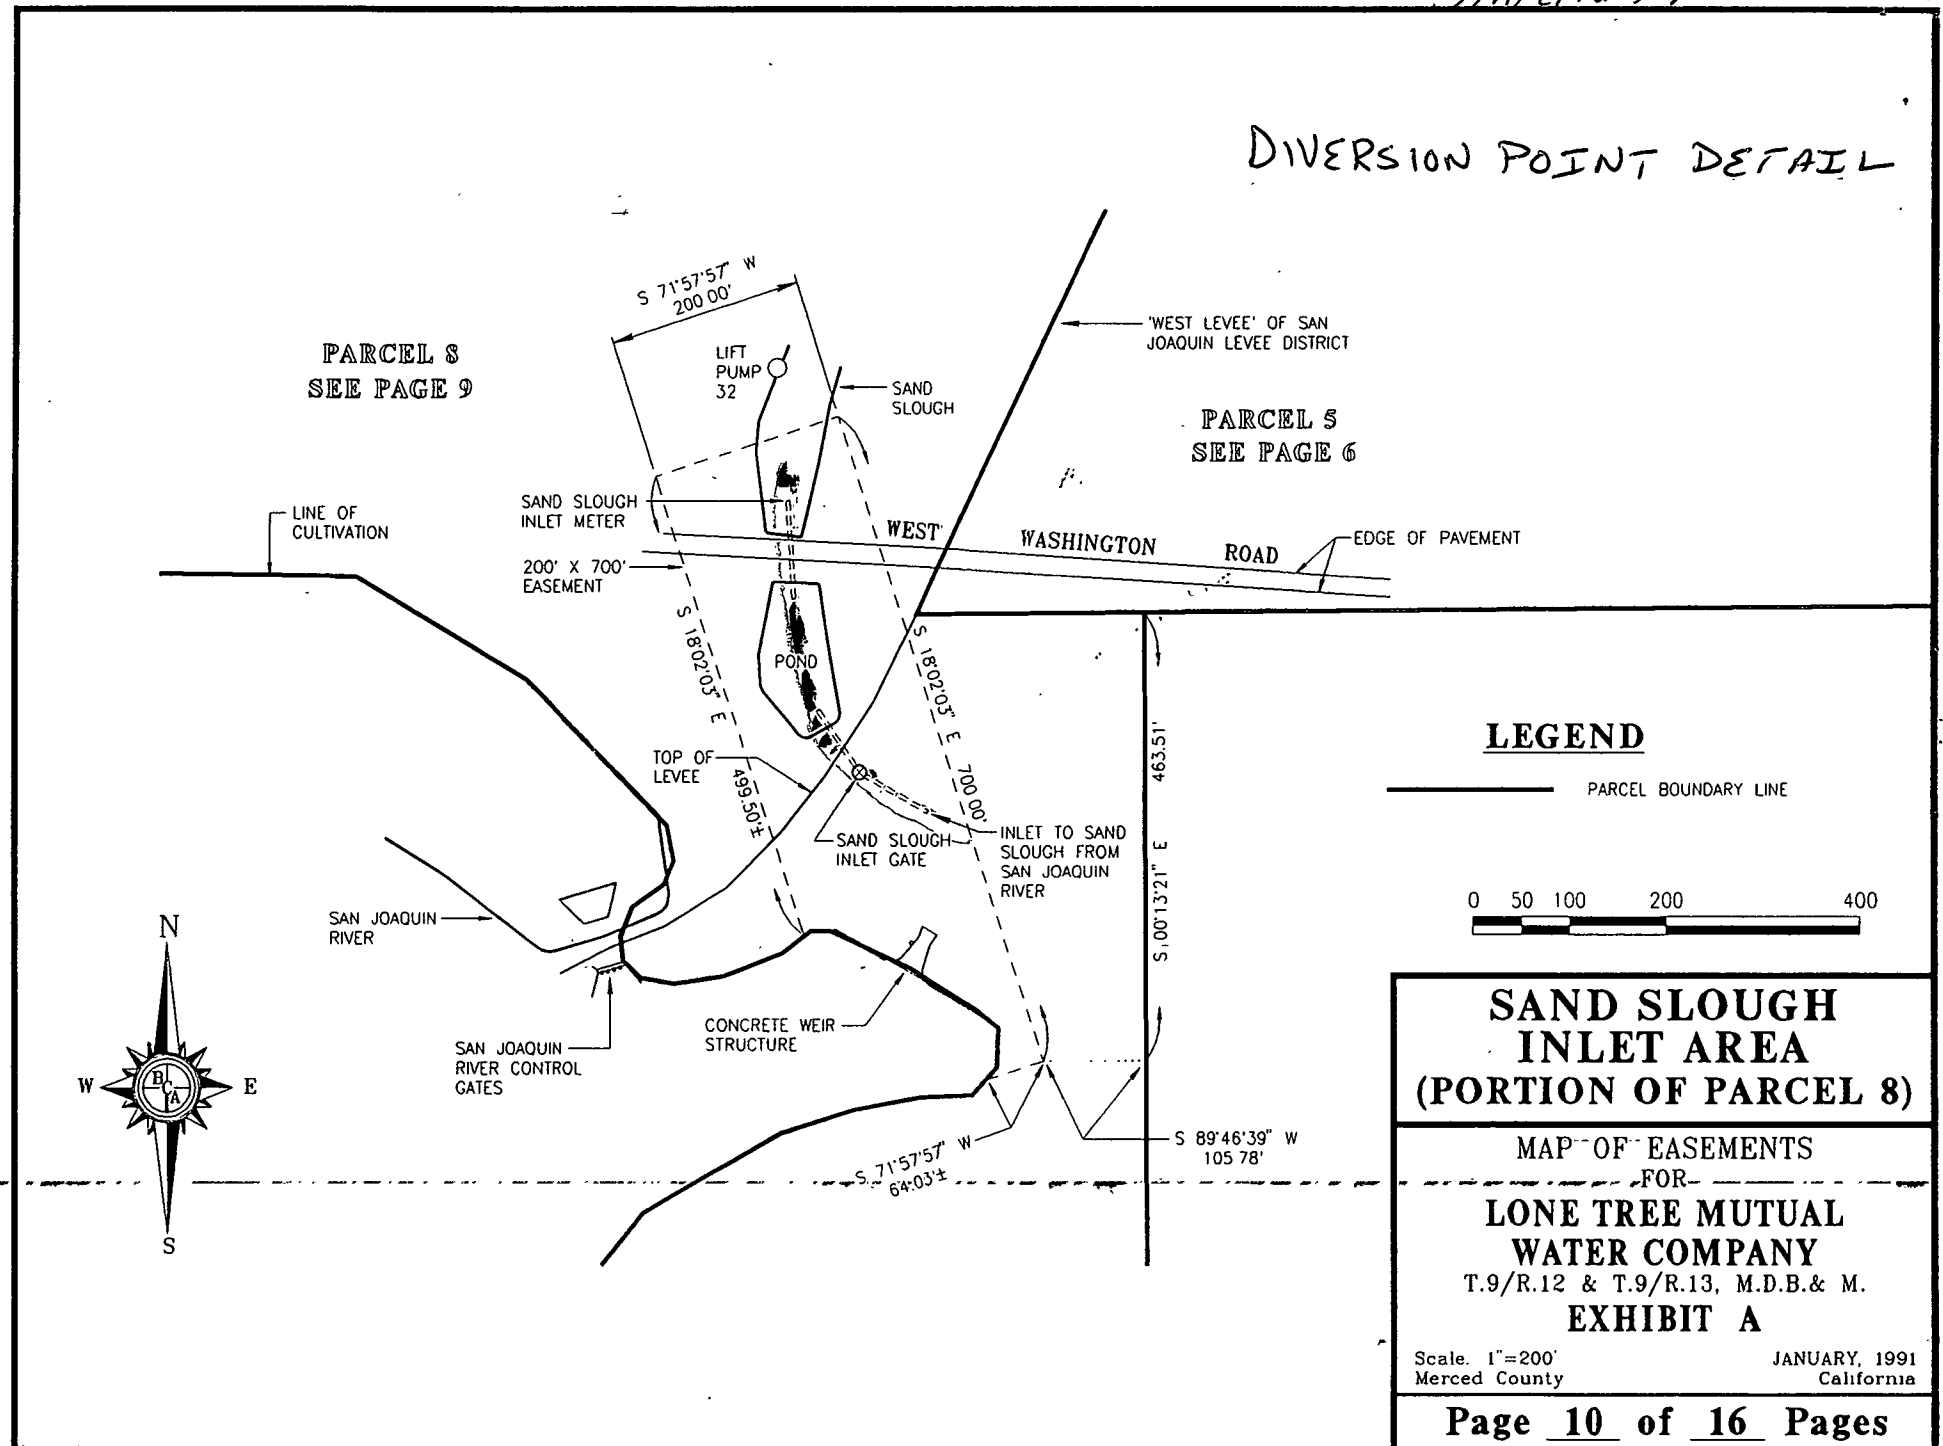 DIVERSION POINT DETAIL
S 71°57'57" W
200 00'
'WEST LEVEE' OF SAN
JOAQUIN LEVEE DISTRICT
PARCEL 8
SEE PAGE 9
LIFT
PUMP
32
SAND
SLOUGH
PARCEL 5
SEE PAGE 6
SAND SLOUGH
INLET METER
LINE OF
CULTIVATION
WEST WASHINGTON ROAD
EDGE OF PAVEMENT
200' X 700'
EASEMENT
S 18°02'03" E
499.50'±
POND
S 18°02'03" E 700 00'
463.51'
S 00°13'21" E
TOP OF
LEVEE
SAND SLOUGH
INLET GATE
INLET TO SAND
SLOUGH FROM
SAN JOAQUIN
RIVER
LEGEND
PARCEL BOUNDARY LINE
0 50 100 200 400
SAN JOAQUIN
RIVER
N
W
E
S
B
C
A
CONCRETE WEIR
STRUCTURE
SAN JOAQUIN
RIVER CONTROL
GATES
S 71°57'57" W
64.03'±
S 89°46'39" W
105 78'
SAND SLOUGH
INLET AREA
(PORTION OF PARCEL 8)
MAP OF EASEMENTS
FOR
LONE TREE MUTUAL
WATER COMPANY
T.9/R.12 & T.9/R.13, M.D.B.& M.
EXHIBIT A
Scale. 1"=200'
JANUARY, 1991
Merced County
California
Page 10 of 16 Pages